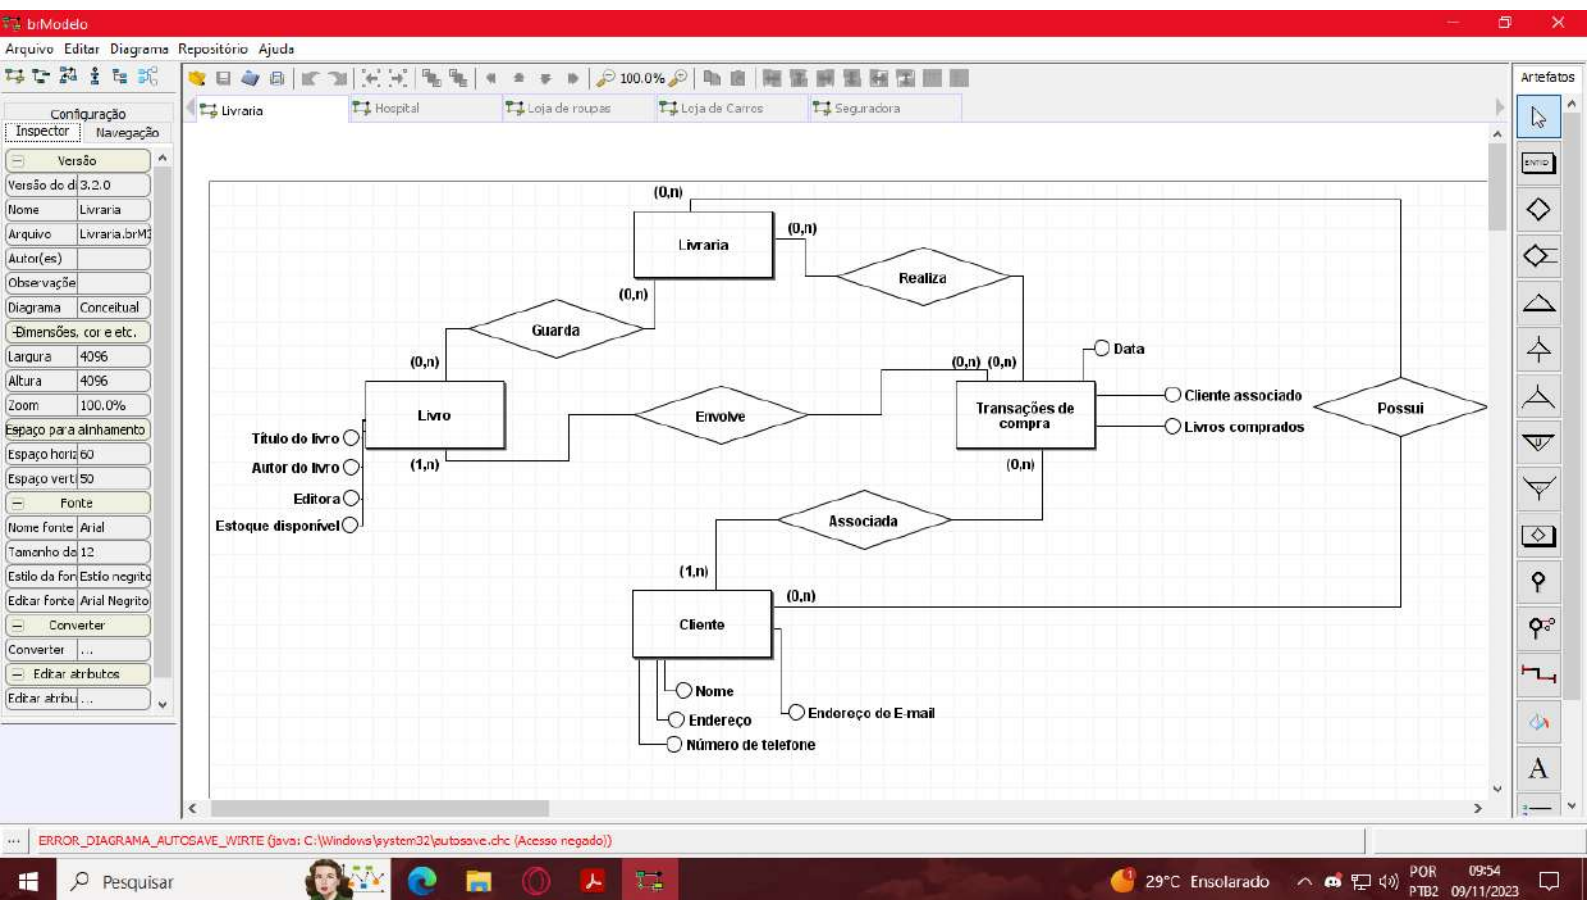 brModelo
Arquivo Editar Diagrama Repositório Ajuda
100.0%
Artefatos
Configuração
Inspector Navegação
Livraria Hospital Loja de roupas Loja de Carros Seguradora
Versão
Versão do di 3.2.0
Nome Livraria
Arquivo Livraria.brM3
Autor(es)
Observaçõe
Diagrama Conceitual
Dimensões, cor e etc.
Largura 4096
Altura 4096
Zoom 100.0%
Espaço para alinhamento
Espaço horiz 60
Espaço verti 50
Fonte
Nome fonte Arial
Tamanho da 12
Estilo da fon Estilo negrito
Editar fonte Arial Negrito
Converter
Converter ...
Editar atributos
Editar atribu ...
(0,n)
Livraria
(0,n)
Realiza
(0,n)
Guarda
(0,n)
(0,n) (0,n)
Data
Livro
Envolve
Transações de
compra
Cliente associado
Livros comprados
Possui
Título do livro
Autor do livro
Editora
Estoque disponível
(1,n)
(0,n)
Associada
(1,n)
(0,n)
Cliente
Nome
Endereço
Número de telefone
Endereço de E-mail
ENTID
U
A
... ERROR_DIAGRAMA_AUTOSAVE_WIRTE (java: C:\Windows\system32\autosave.chc (Acesso negado))
Pesquisar
1
29°C Ensolarado
POR
PTB2
09:54
09/11/2023